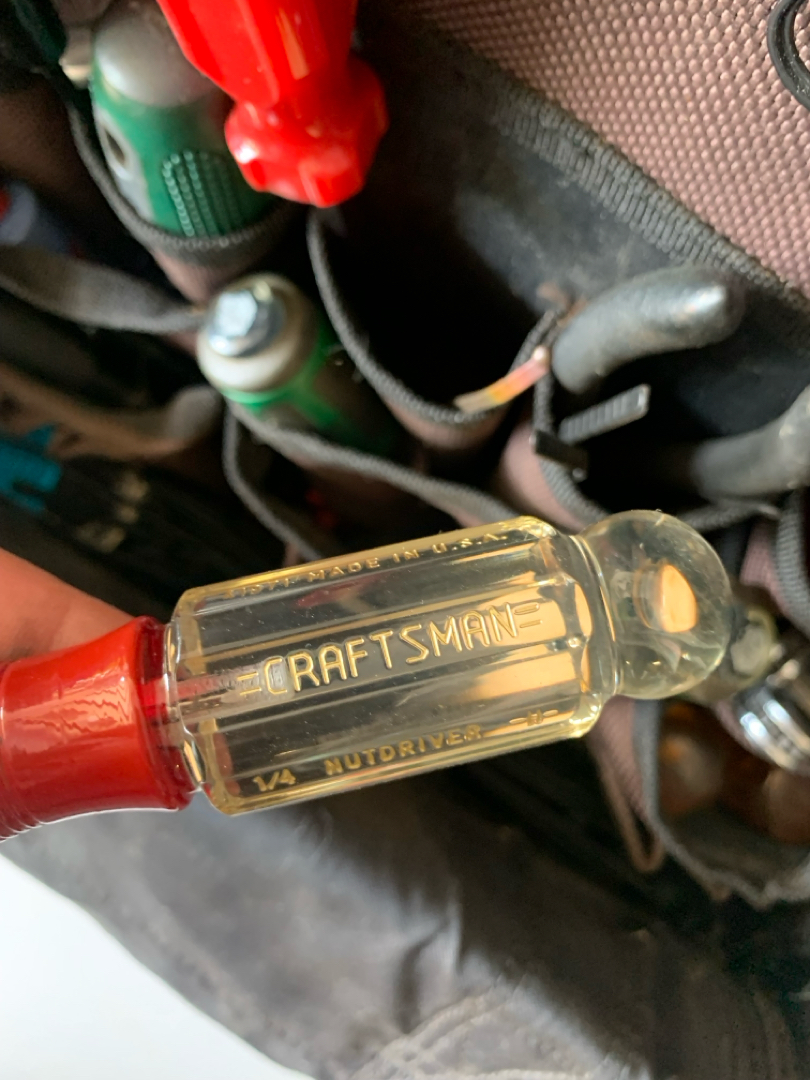 MADE IN U.S.A.
=CRAFTSMAN=
1/4 NUTDRIVER -H-